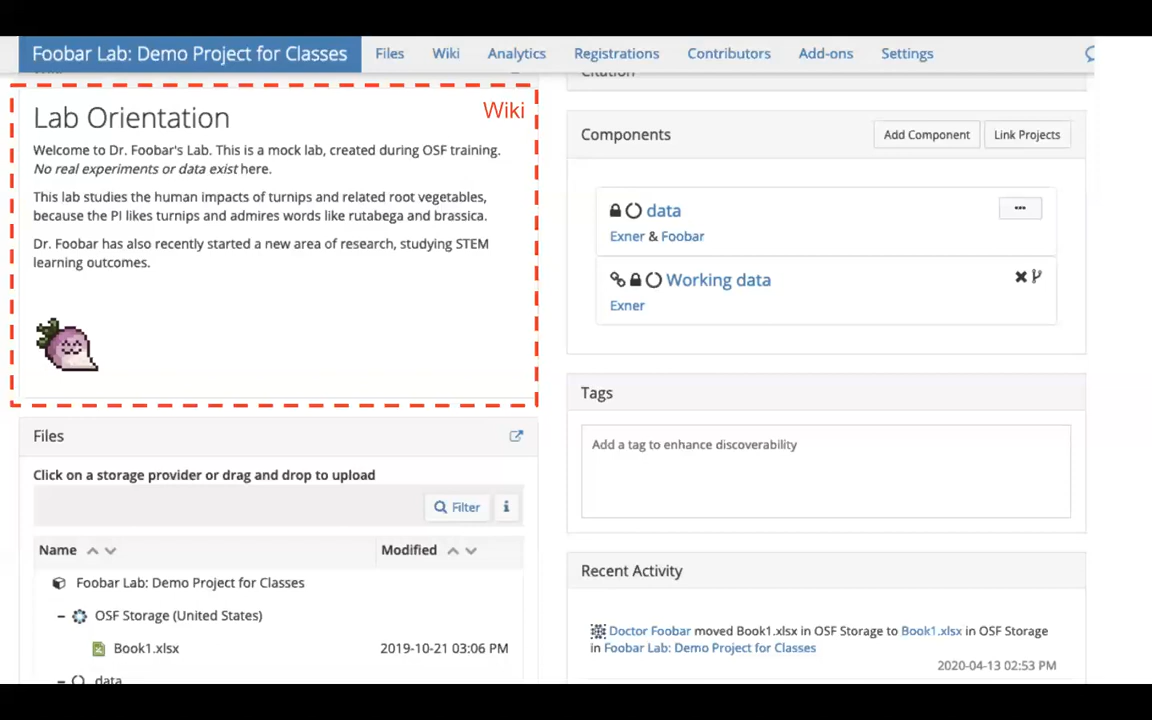 Foobar Lab: Demo Project for Classes Files Wiki Analytics Registrations Contributors Add-ons Settings
Wiki
Lab Orientation
Welcome to Dr. Foobar's Lab. This is a mock lab, created during OSF training.
No real experiments or data exist here.
This lab studies the human impacts of turnips and related root vegetables,
because the PI likes turnips and admires words like rutabega and brassica.
Dr. Foobar has also recently started a new area of research, studying STEM
learning outcomes.
Files
Click on a storage provider or drag and drop to upload
Filter
Name Modified
Foobar Lab: Demo Project for Classes
OSF Storage (United States)
Book1.xlsx 2019-10-21 03:06 PM
data
Citation
Components Add Component Link Projects
data
Exner & Foobar
Working data
Exner
Tags
Add a tag to enhance discoverability
Recent Activity
Doctor Foobar moved Book1.xlsx in OSF Storage to Book1.xlsx in OSF Storage
in Foobar Lab: Demo Project for Classes
2020-04-13 02:53 PM